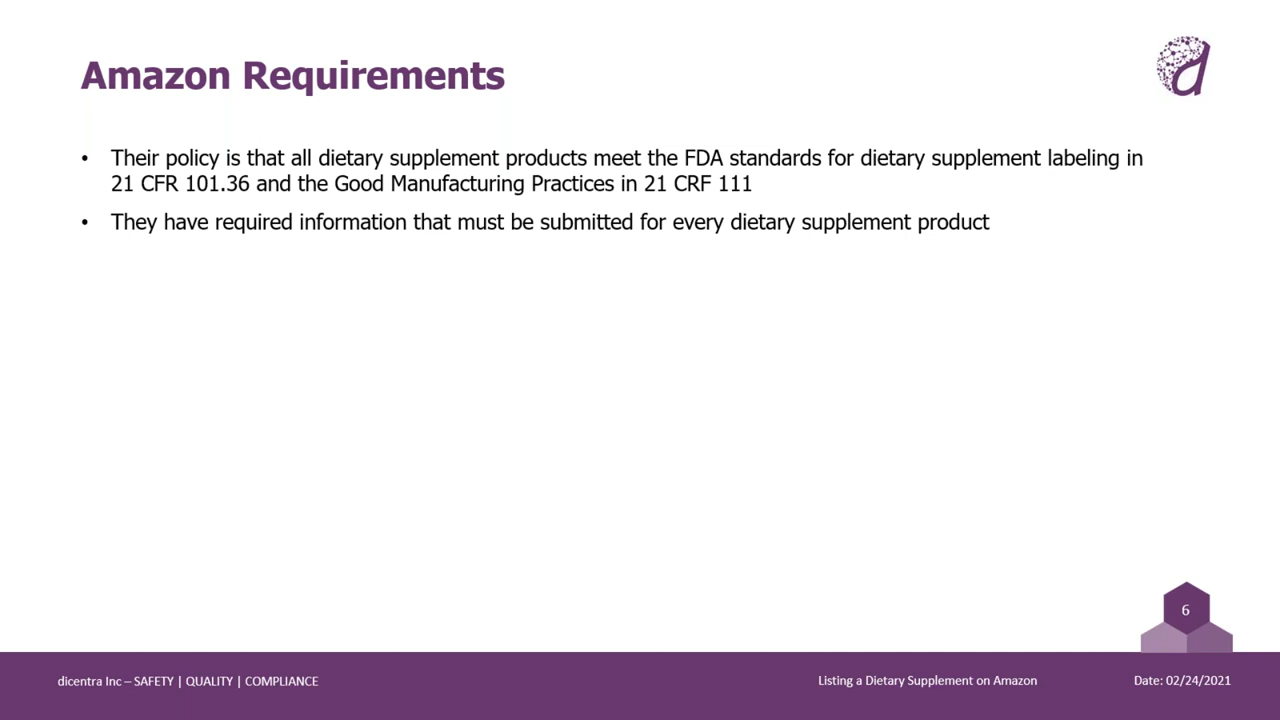 Amazon Requirements
• Their policy is that all dietary supplement products meet the FDA standards for dietary supplement labeling in
21 CFR 101.36 and the Good Manufacturing Practices in 21 CRF 111
• They have required information that must be submitted for every dietary supplement product
6
dicentra Inc – SAFETY | QUALITY | COMPLIANCE
Listing a Dietary Supplement on Amazon
Date: 02/24/2021